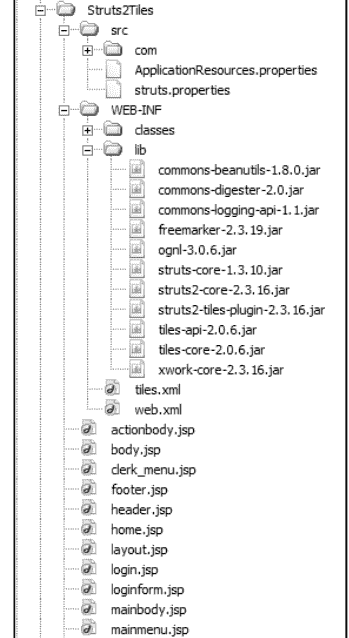 Struts2Tiles
src
com
ApplicationResources.properties
struts.properties
WEB-INF
classes
lib
commons-beanutils-1.8.0.jar
commons-digester-2.0.jar
commons-logging-api-1.1.jar
freemarker-2.3.19.jar
ognl-3.0.6.jar
struts-core-1.3.10.jar
struts2-core-2.3.16.jar
struts2-tiles-plugin-2.3.16.jar
tiles-api-2.0.6.jar
tiles-core-2.0.6.jar
xwork-core-2.3.16.jar
tiles.xml
web.xml
actionbody.jsp
body.jsp
clerk_menu.jsp
footer.jsp
header.jsp
home.jsp
layout.jsp
login.jsp
loginform.jsp
mainbody.jsp
mainmenu.jsp